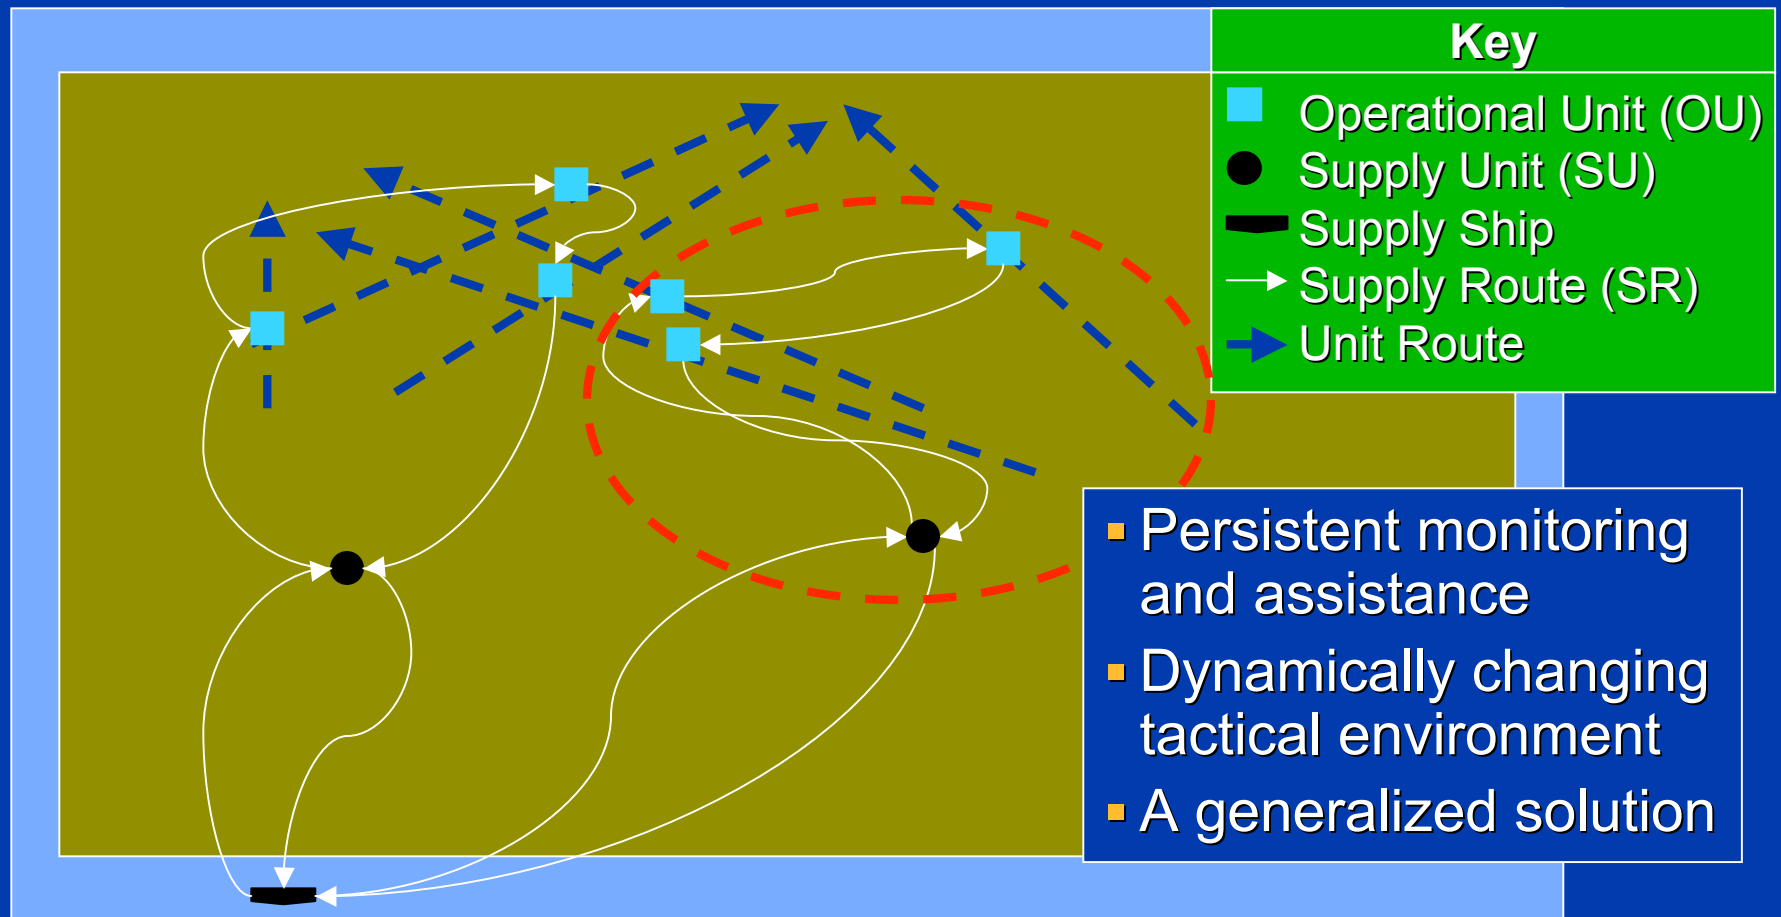 Key
Operational Unit (OU)
Supply Unit (SU)
Supply Ship
Supply Route (SR)
Unit Route
Persistent monitoring
and assistance
Dynamically changing
tactical environment
A generalized solution